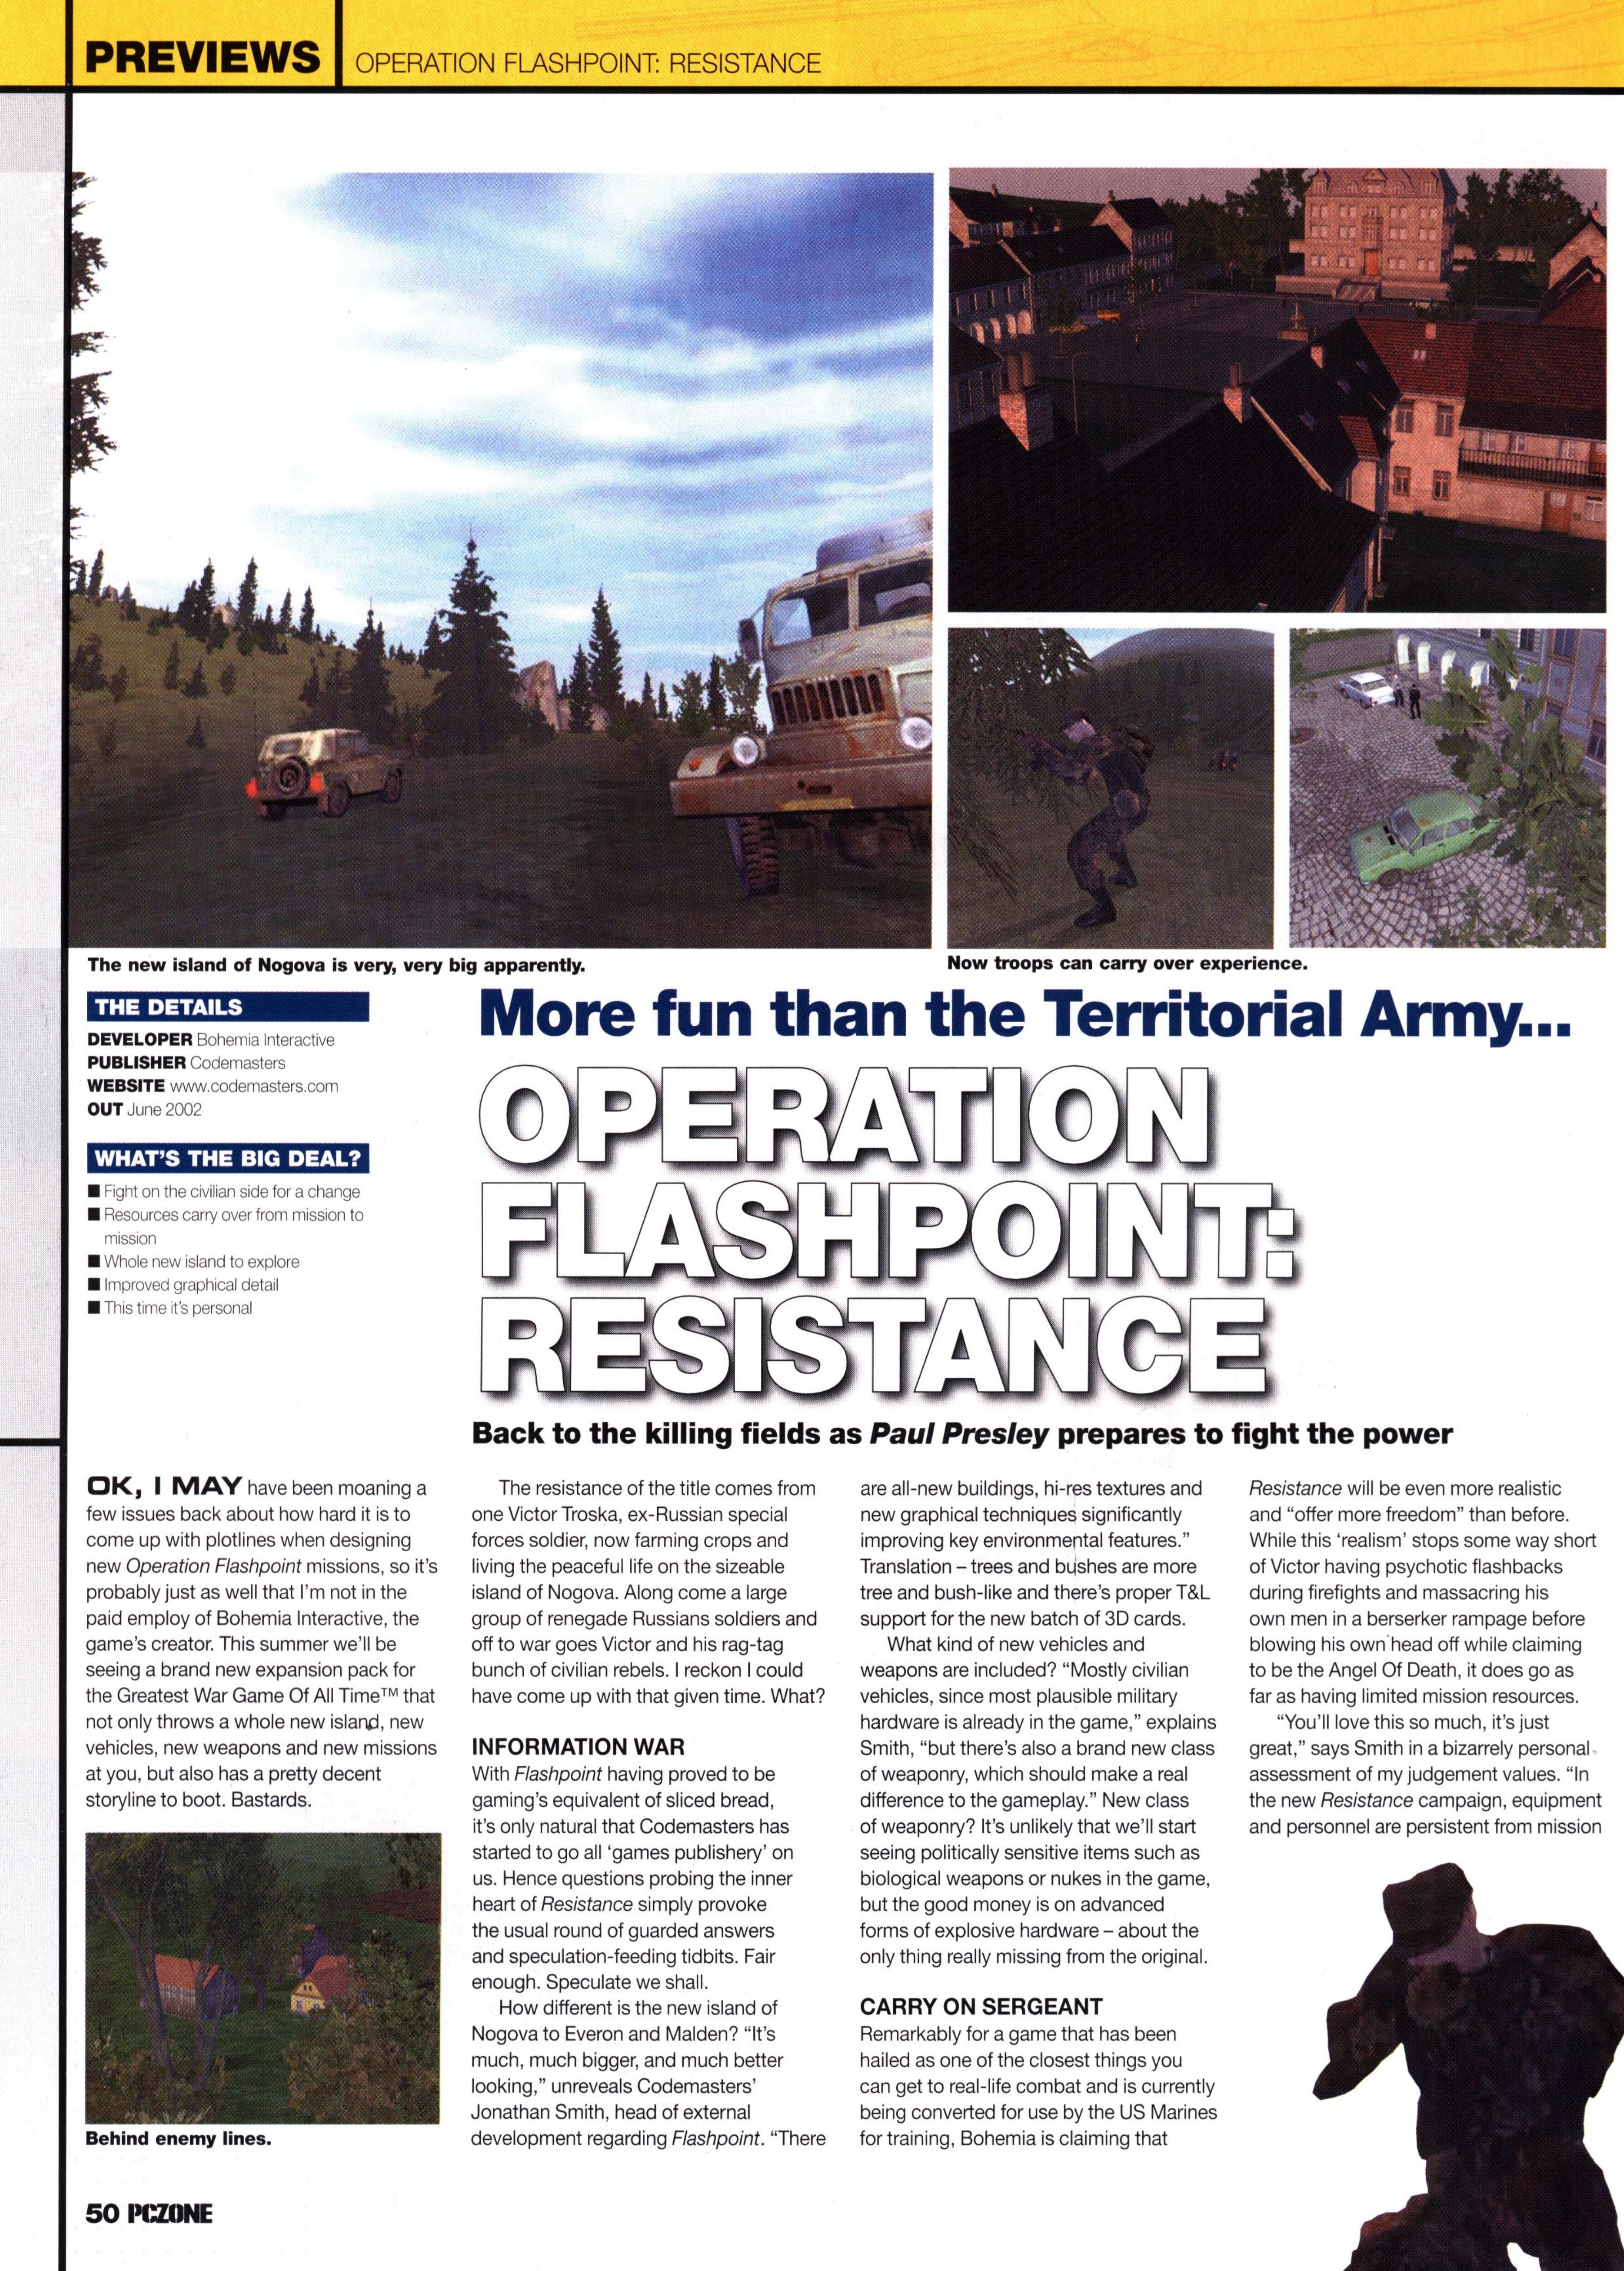 PREVIEWS
OPERATION FLASHPOINT: RESISTANCE
The new island of Nogova is very, very big apparently.
Now troops can carry over experience.
THE DETAILS
DEVELOPER Bohemia Interactive
PUBLISHER Codemasters
WEBSITE www.codemasters.com
OUT June 2002
WHAT'S THE BIG DEAL?
■ Fight on the civilian side for a change
■ Resources carry over from mission to
mission
■ Whole new island to explore
■ Improved graphical detail
■ This time it's personal
More fun than the Territorial Army...
OPERATION
FLASHPOINT:
RESISTANCE
Back to the killing fields as Paul Presley prepares to fight the power
OK, I MAY have been moaning a
few issues back about how hard it is to
come up with plotlines when designing
new Operation Flashpoint missions, so it's
probably just as well that I'm not in the
paid employ of Bohemia Interactive, the
game's creator. This summer we'll be
seeing a brand new expansion pack for
the Greatest War Game Of All Time™ that
not only throws a whole new island, new
vehicles, new weapons and new missions
at you, but also has a pretty decent
storyline to boot. Bastards.
Behind enemy lines.
The resistance of the title comes from
one Victor Troska, ex-Russian special
forces soldier, now farming crops and
living the peaceful life on the sizeable
island of Nogova. Along come a large
group of renegade Russians soldiers and
off to war goes Victor and his rag-tag
bunch of civilian rebels. I reckon I could
have come up with that given time. What?
INFORMATION WAR
With Flashpoint having proved to be
gaming's equivalent of sliced bread,
it's only natural that Codemasters has
started to go all 'games publishery' on
us. Hence questions probing the inner
heart of Resistance simply provoke
the usual round of guarded answers
and speculation-feeding tidbits. Fair
enough. Speculate we shall.
How different is the new island of
Nogova to Everon and Malden? "It's
much, much bigger, and much better
looking," unreveals Codemasters'
Jonathan Smith, head of external
development regarding Flashpoint. "There
are all-new buildings, hi-res textures and
new graphical techniques significantly
improving key environmental features."
Translation – trees and bushes are more
tree and bush-like and there's proper T&L
support for the new batch of 3D cards.
What kind of new vehicles and
weapons are included? "Mostly civilian
vehicles, since most plausible military
hardware is already in the game," explains
Smith, "but there's also a brand new class
of weaponry, which should make a real
difference to the gameplay." New class
of weaponry? It's unlikely that we'll start
seeing politically sensitive items such as
biological weapons or nukes in the game,
but the good money is on advanced
forms of explosive hardware – about the
only thing really missing from the original.
CARRY ON SERGEANT
Remarkably for a game that has been
hailed as one of the closest things you
can get to real-life combat and is currently
being converted for use by the US Marines
for training, Bohemia is claiming that
Resistance will be even more realistic
and "offer more freedom" than before.
While this 'realism' stops some way short
of Victor having psychotic flashbacks
during firefights and massacring his
own men in a berserker rampage before
blowing his own head off while claiming
to be the Angel Of Death, it does go as
far as having limited mission resources.
"You'll love this so much, it's just
great," says Smith in a bizarrely personal
assessment of my judgement values. "In
the new Resistance campaign, equipment
and personnel are persistent from mission
50 PCZONE